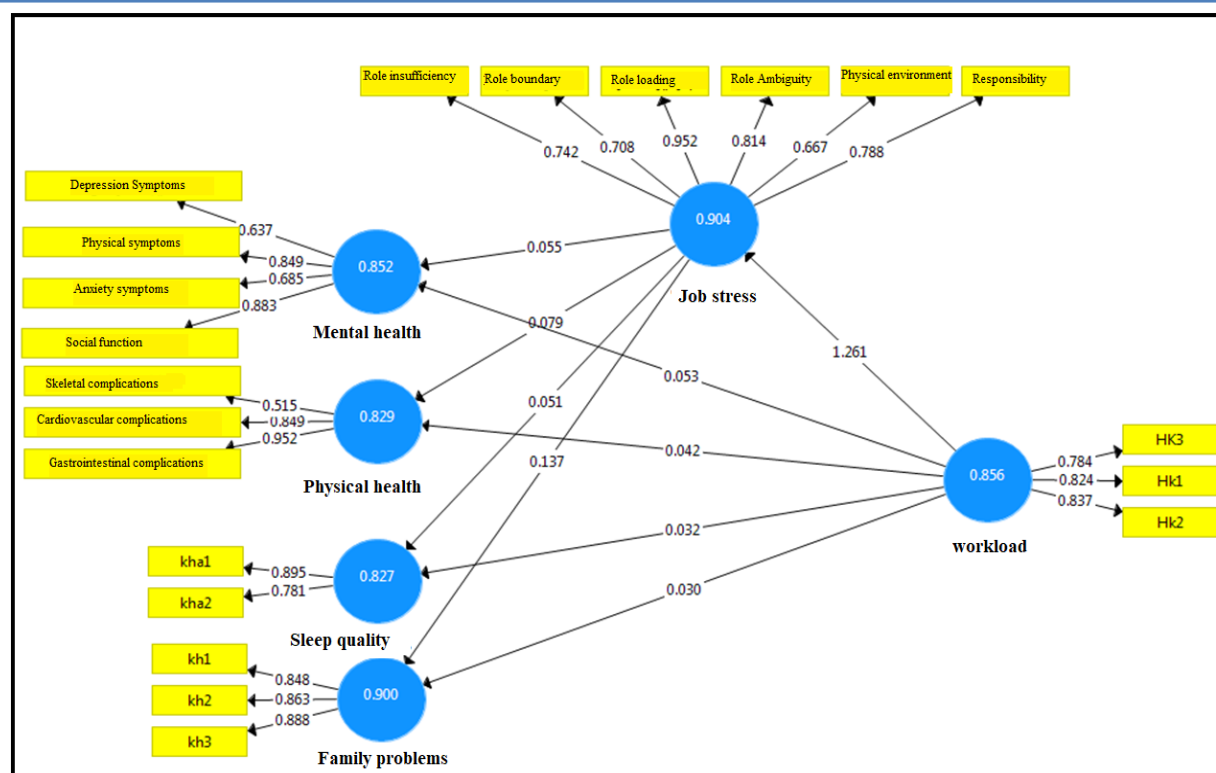 Role insufficiency
Role boundary
Role loading
Role Ambiguity
Physical environment
Responsibility
0.742
0.708
0.952
0.814
0.667
0.788
Depression Symptoms
Physical symptoms
Anxiety symptoms
Social function
0.637
0.849
0.685
0.883
0.852
Mental health
0.904
Job stress
0.055
0.079
0.051
0.137
1.261
0.053
0.042
0.032
0.030
Skeletal complications
Cardiovascular complications
Gastrointestinal complications
0.515
0.849
0.952
0.829
Physical health
0.856
workload
0.784
0.824
0.837
HK3
Hk1
Hk2
kha1
kha2
0.895
0.781
0.827
Sleep quality
kh1
kh2
kh3
0.848
0.863
0.888
0.900
Family problems